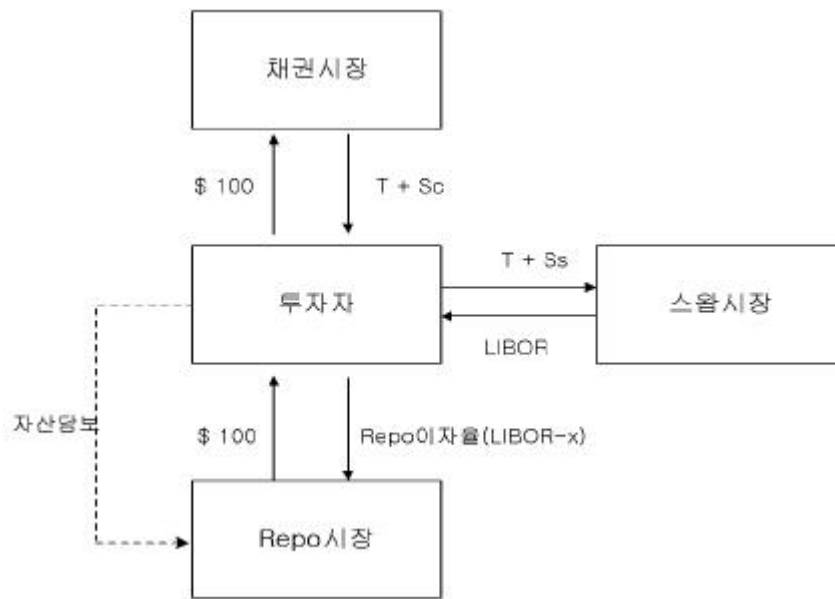 채권시장
$ 100
T + Sc
T + Ss
투자자
스왑시장
LIBOR
자산담보
$ 100
Repo이자율(LIBOR-x)
Repo시장